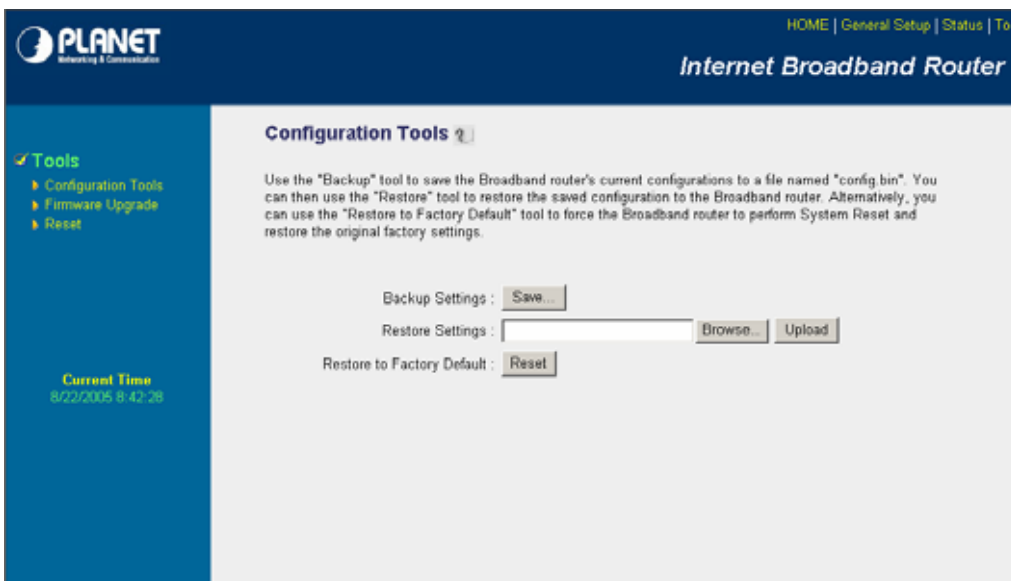 PLANET
Networking & Communication
HOME | General Setup | Status | To
Internet Broadband Router
Tools
Configuration Tools
Firmware Upgrade
Reset
Current Time
8/22/2005 8:42:28
Configuration Tools
Use the "Backup" tool to save the Broadband router's current configurations to a file named "config.bin". You
can then use the "Restore" tool to restore the saved configuration to the Broadband router. Alternatively, you
can use the "Restore to Factory Default" tool to force the Broadband router to perform System Reset and
restore the original factory settings.
Backup Settings : Save...
Restore Settings : Browse... Upload
Restore to Factory Default : Reset